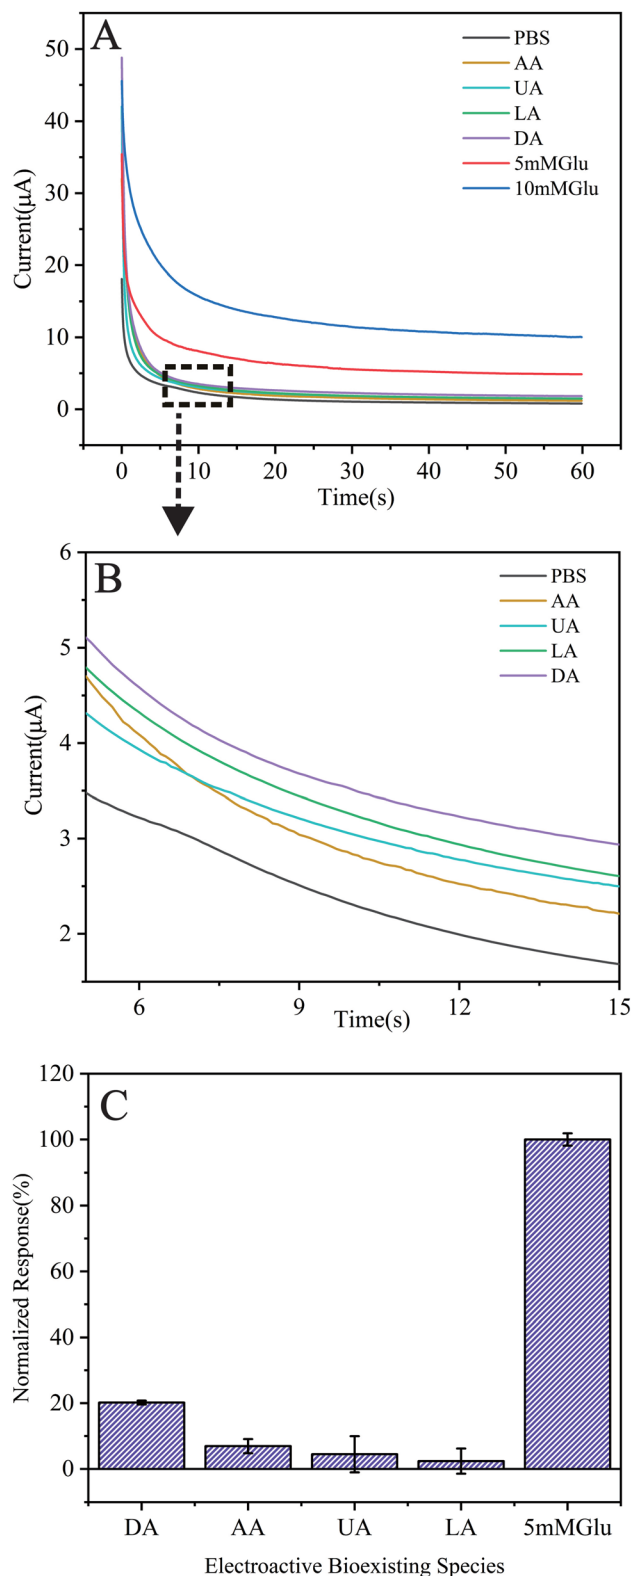 A
PBS
AA
UA
LA
DA
5mMGlu
10mMGlu
50
40
30
20
10
0
Current(μA)
0 10 20 30 40 50 60
Time(s)
B
PBS
AA
UA
LA
DA
6
5
4
3
2
Current(μA)
6 9 12 15
Time(s)
C
120
100
80
60
40
20
0
Normalized Response(%)
DA AA UA LA 5mMGlu
Electroactive Bioexisting Species